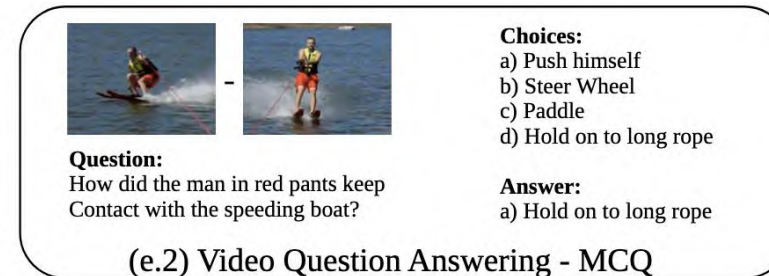 Choices:
a) Push himself
b) Steer Wheel
c) Paddle
d) Hold on to long rope
Question:
How did the man in red pants keep
Contact with the speeding boat?
Answer:
a) Hold on to long rope
(e.2) Video Question Answering - MCQ